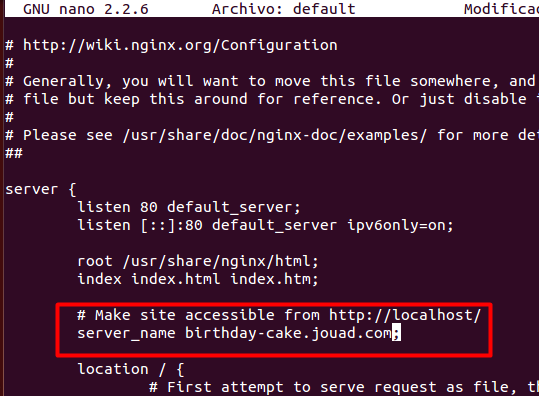 GNU nano 2.2.6 Archivo: default Modificac
# http://wiki.nginx.org/Configuration
#
# Generally, you will want to move this file somewhere, and
# file but keep this around for reference. Or just disable
#
# Please see /usr/share/doc/nginx-doc/examples/ for more det
##
server {
listen 80 default_server;
listen [::]:80 default_server ipv6only=on;
root /usr/share/nginx/html;
index index.html index.htm;
# Make site accessible from http://localhost/
server_name birthday-cake.jouad.com;
location / {
# First attempt to serve request as file, th